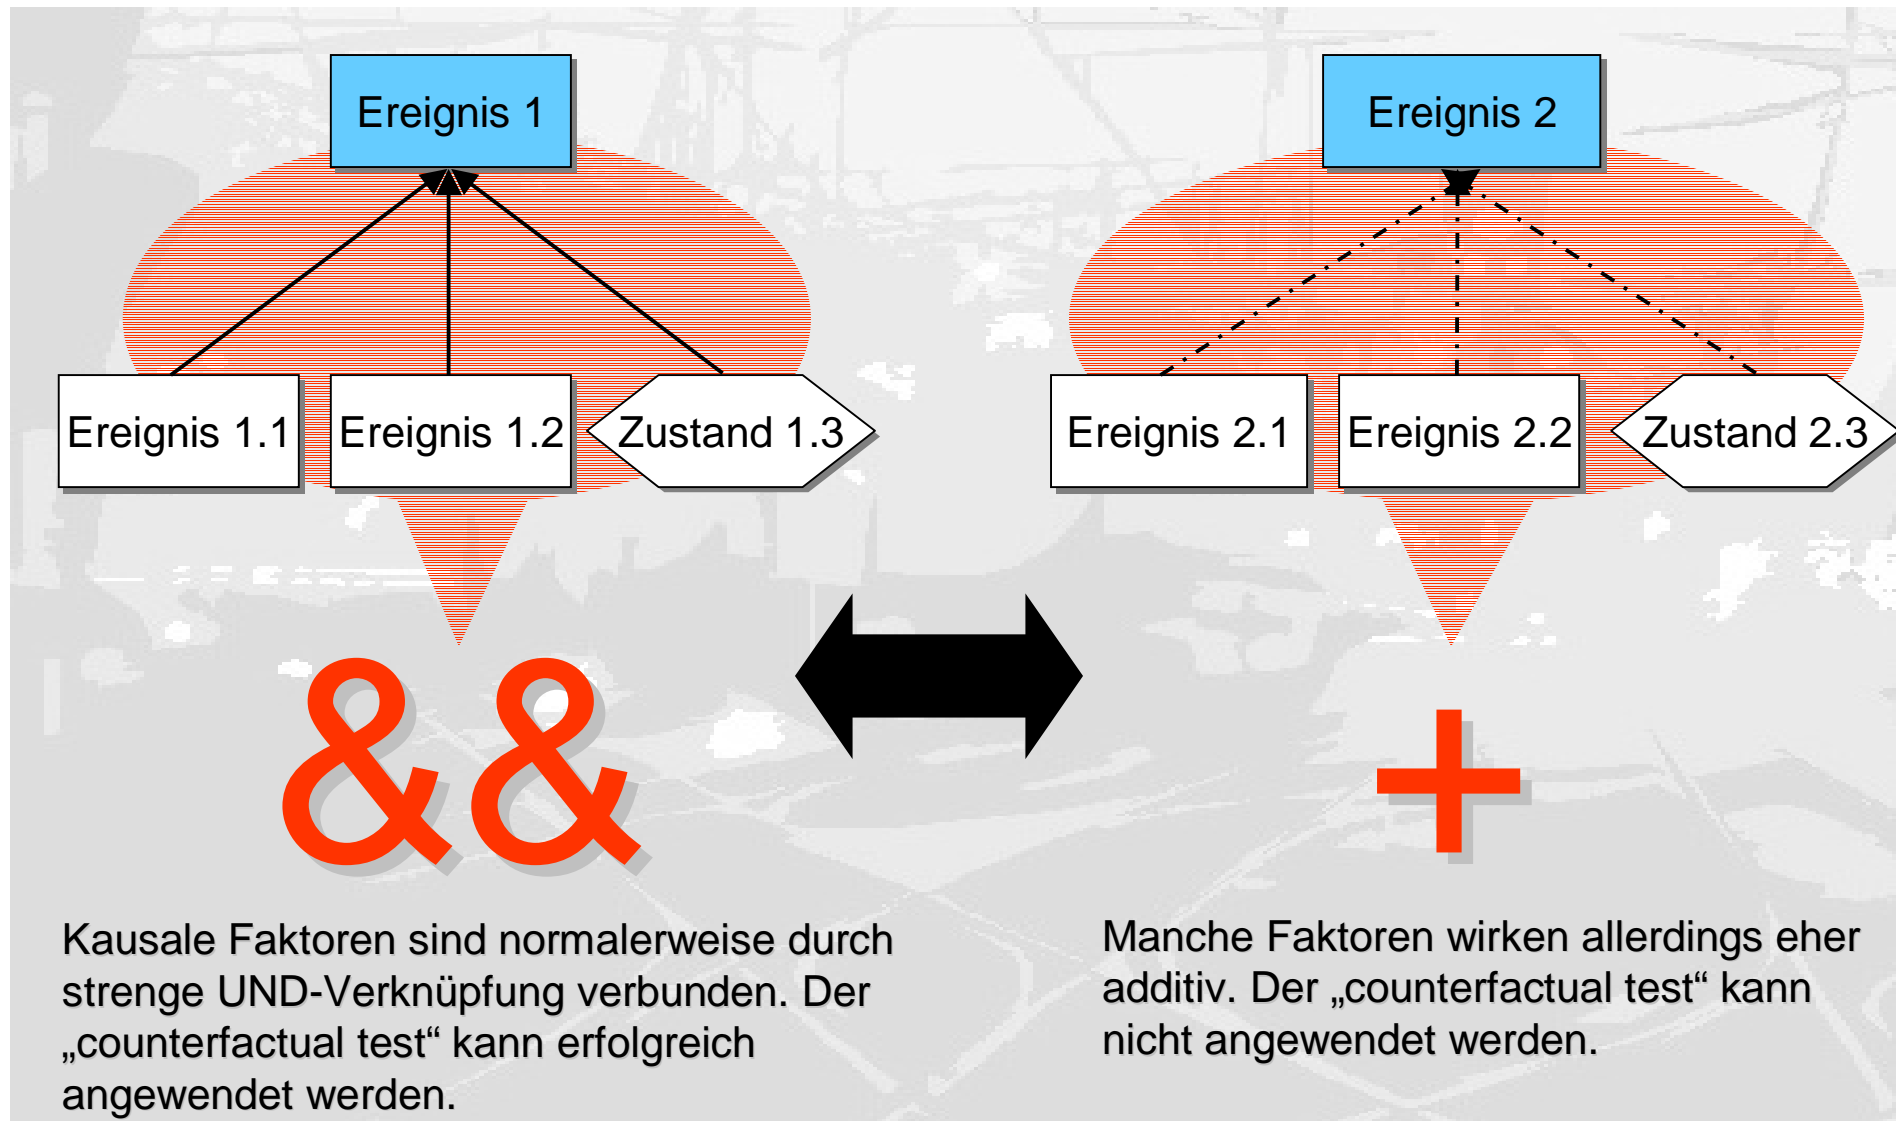 Ereignis 1
Ereignis 1.1
Ereignis 1.2
Zustand 1.3
&&
Kausale Faktoren sind normalerweise durch
strenge UND-Verknüpfung verbunden. Der
„counterfactual test“ kann erfolgreich
angewendet werden.
Ereignis 2
Ereignis 2.1
Ereignis 2.2
Zustand 2.3
+
Manche Faktoren wirken allerdings eher
additiv. Der „counterfactual test“ kann
nicht angewendet werden.